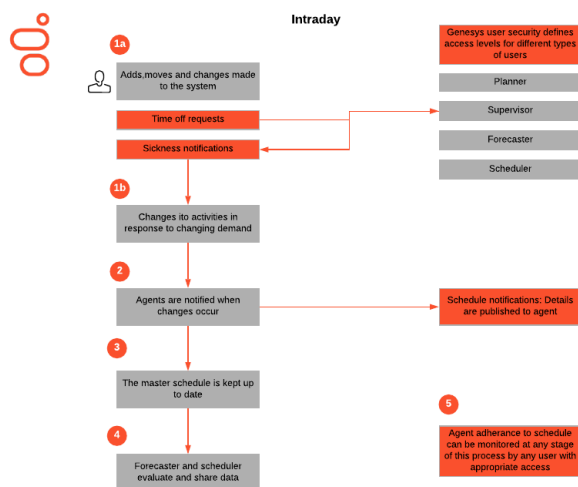 Intraday
1a
Genesys user security defines
access levels for different types
of users
Adds,moves and changes made
to the system
Planner
Time off requests
Supervisor
Sickness notifications
Forecaster
Scheduler
1b
Changes ito activities in
response to changing demand
2
Agents are notified when
changes occur
Schedule notifications: Details
are published to agent
3
The master schedule is kept up
to date
4
5
Forecaster and scheduler
evaluate and share data
Agent adharance to schedule
can be monitored at any stage
of this process by any user with
appropriate access